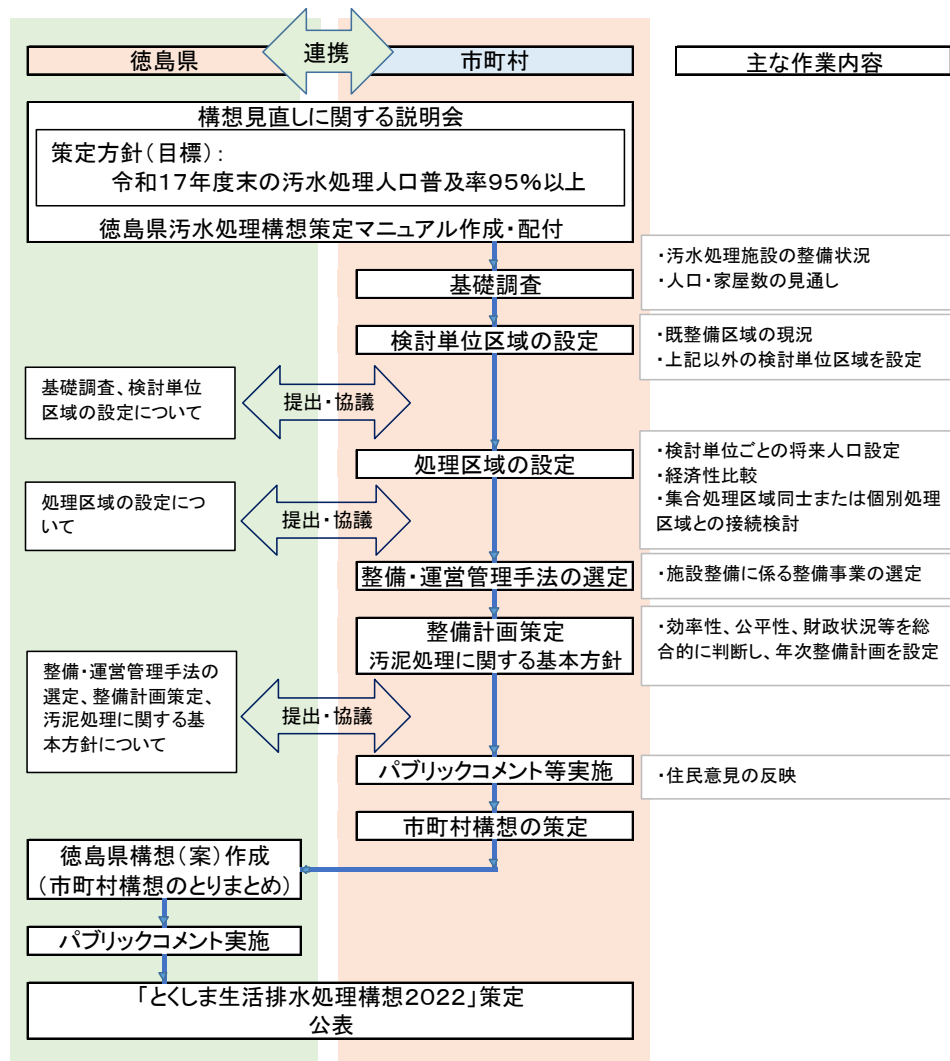 徳島県
連携
市町村
主な作業内容
構想見直しに関する説明会
策定方針(目標):
令和17年度末の汚水処理人口普及率95%以上
徳島県汚水処理構想策定マニュアル作成・配付
・汚水処理施設の整備状況
・人口・家屋数の見通し
基礎調査
検討単位区域の設定
・既整備区域の現況
・上記以外の検討単位区域を設定
基礎調査、検討単位
区域の設定について
提出・協議
処理区域の設定
・検討単位ごとの将来人口設定
・経済性比較
・集合処理区域同士または個別処理
区域との接続検討
処理区域の設定につ
いて
提出・協議
整備・運営管理手法の選定
・施設整備に係る整備事業の選定
整備計画策定
汚泥処理に関する基本方針
・効率性、公平性、財政状況等を総
合的に判断し、年次整備計画を設定
整備・運営管理手法の
選定、整備計画策定、
汚泥処理に関する基
本方針について
提出・協議
パブリックコメント等実施
・住民意見の反映
市町村構想の策定
徳島県構想(案)作成
(市町村構想のとりまとめ)
パブリックコメント実施
「とくしま生活排水処理構想2022」策定
公表